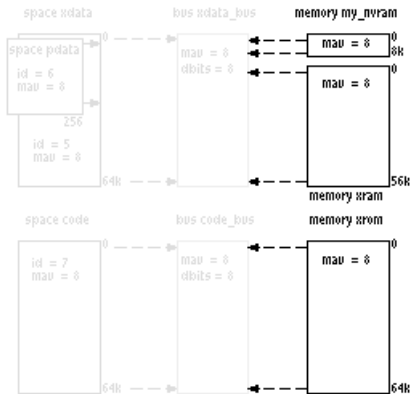 space xdata
bus xdata_bus
memory my_nvram
0
0
mau = 8
8k
space pdata
id = 6
mau = 8
mau = 8
dbits = 8
0
mau = 8
256
id = 5
mau = 8
64k
56k
memory xram
space code
bus code_bus
memory xrom
0
0
id = 7
mau = 8
mau = 8
dbits = 8
mau = 8
64k
64k